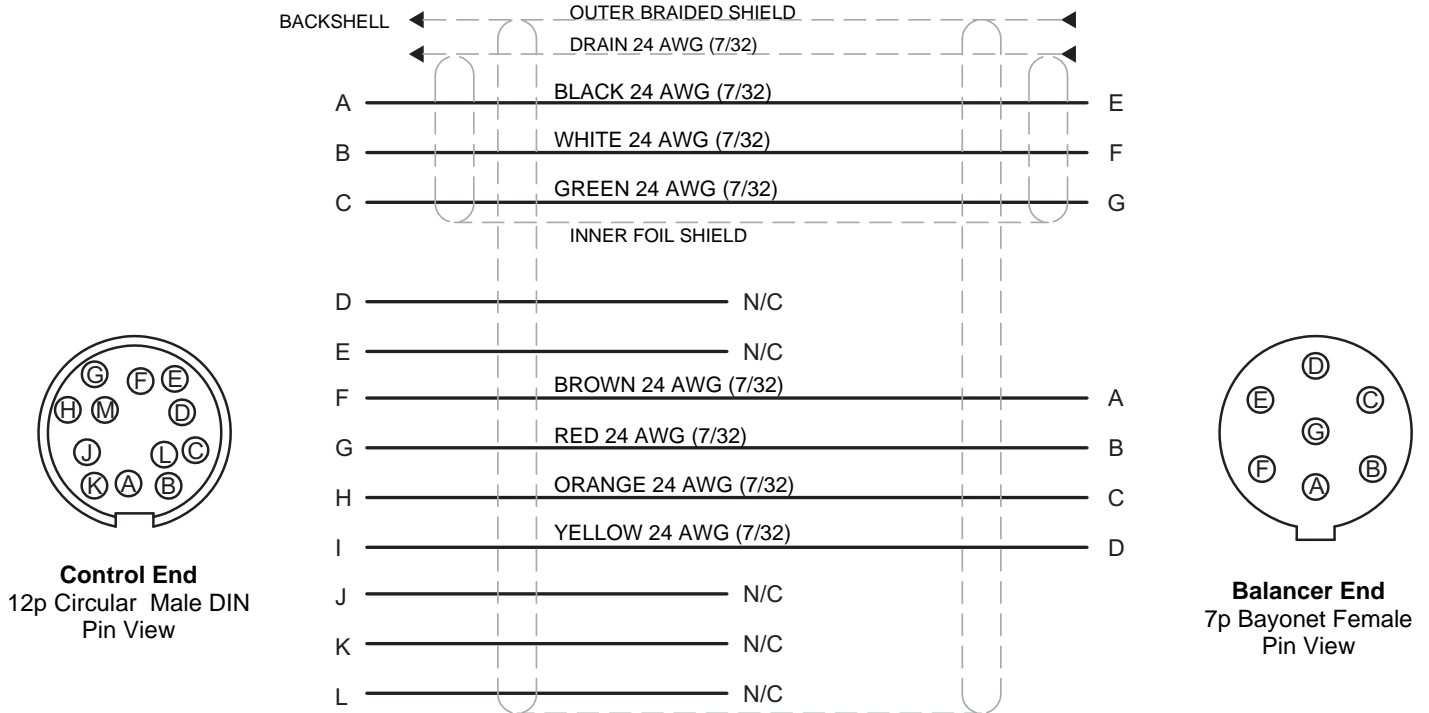 OUTER BRAIDED SHIELD
BACKSHELL
DRAIN 24 AWG (7/32)
A BLACK 24 AWG (7/32) E
B WHITE 24 AWG (7/32) F
C GREEN 24 AWG (7/32) G
INNER FOIL SHIELD
D N/C
E N/C
F BROWN 24 AWG (7/32) A
G RED 24 AWG (7/32) B
H ORANGE 24 AWG (7/32) C
I YELLOW 24 AWG (7/32) D
J N/C
K N/C
L N/C
G F E
H M D
J L C
K A B
Control End
12p Circular Male DIN
Pin View
D
E C
G
F B
A
Balancer End
7p Bayonet Female
Pin View